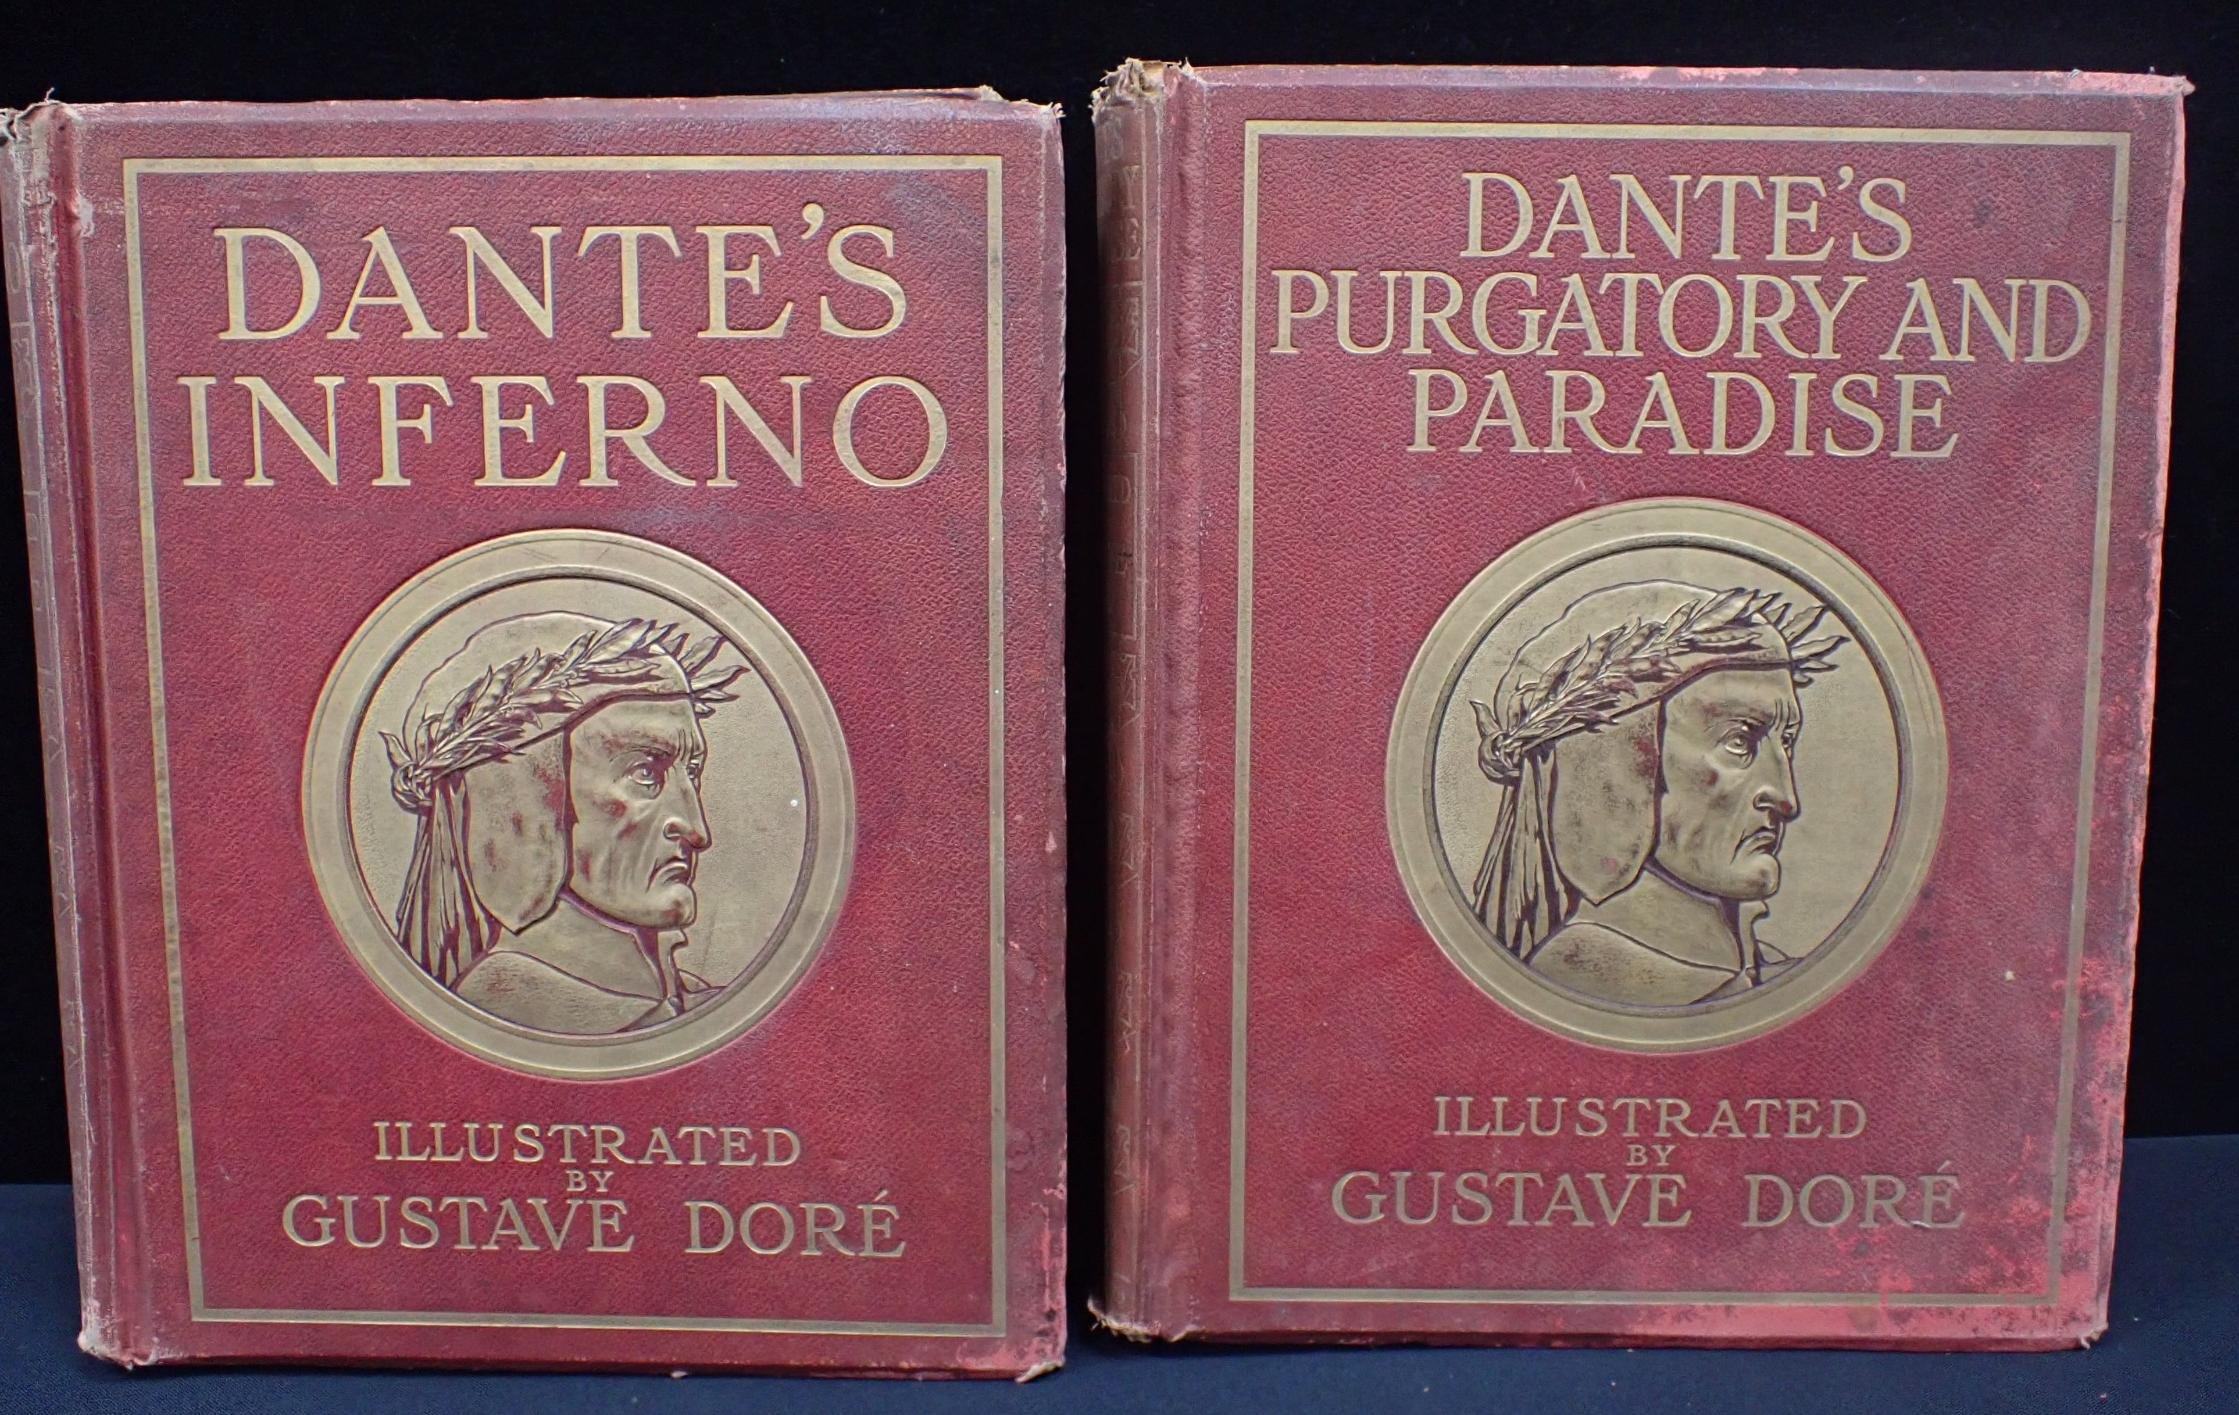 DANTE'S
INFERNO
ILLUSTRATED
BY
GUSTAVE DORÉ
DANTE'S
PURGATORY AND
PARADISE
ILLUSTRATED
BY
GUSTAVE DORÉ